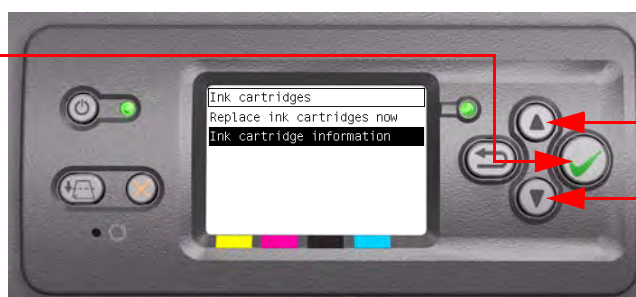 Ink cartridges
Replace ink cartridges now
Ink cartridge information